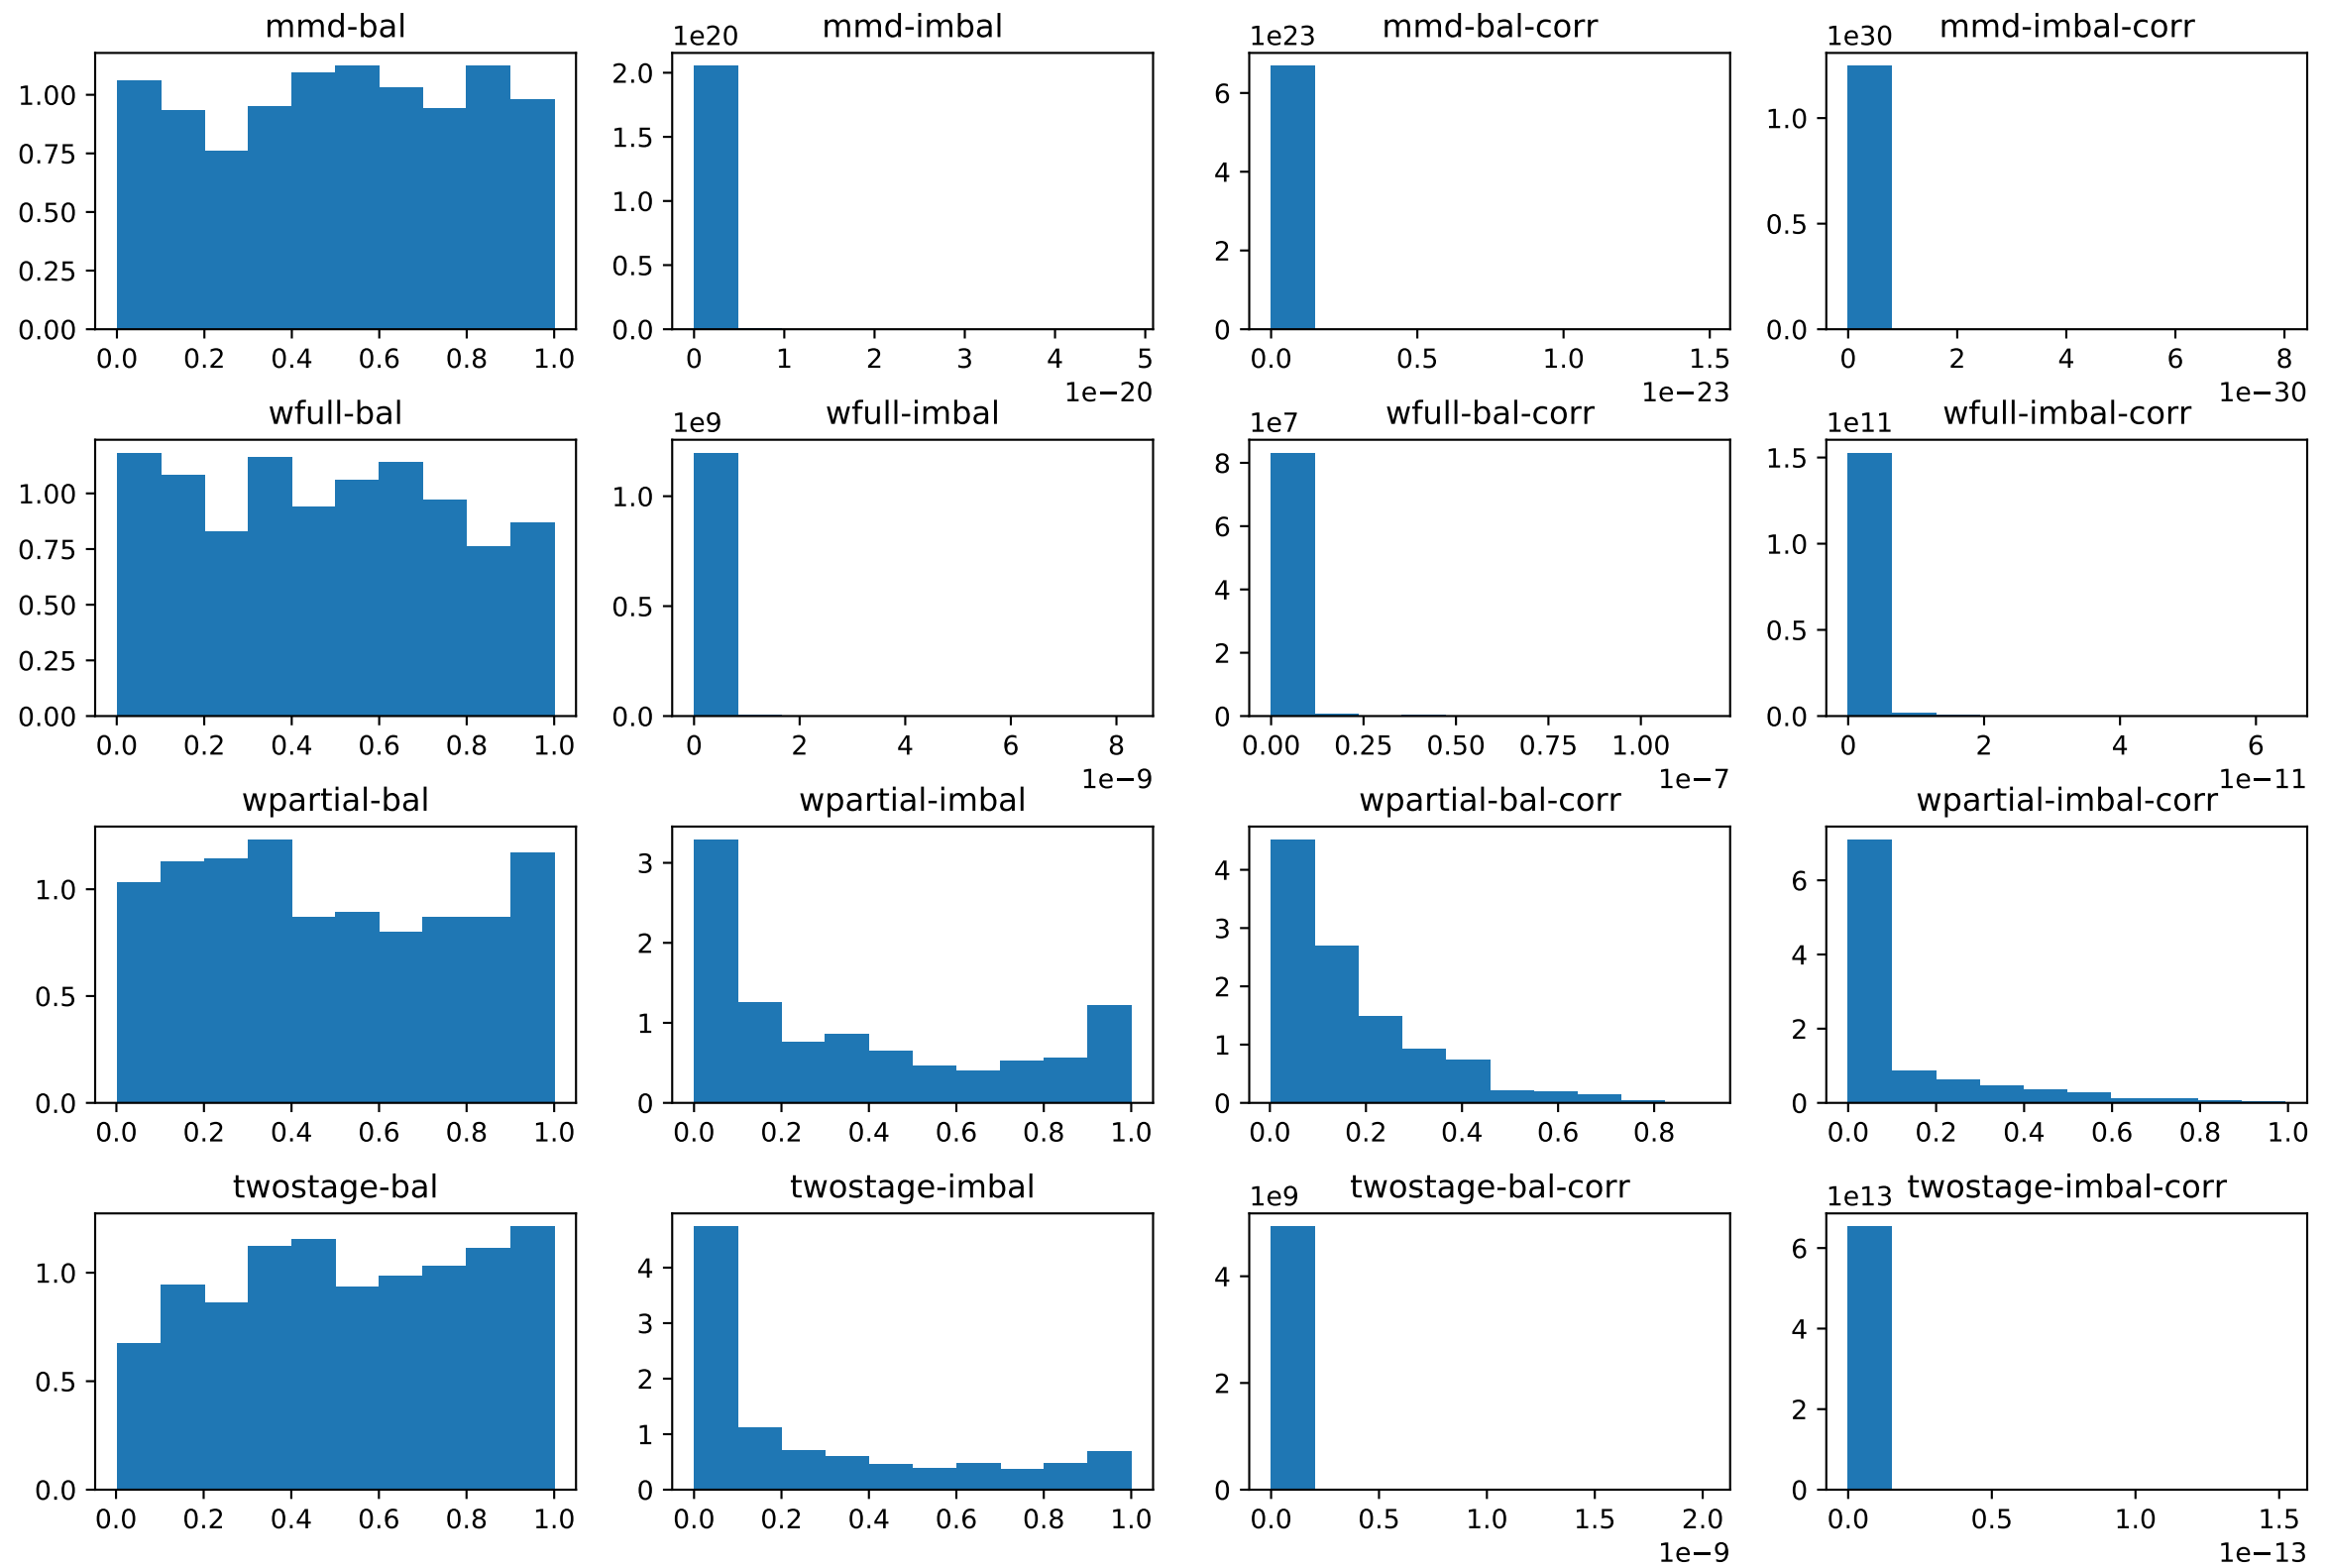 mmd-bal
1.00
0.75
0.50
0.25
0.00
0.0 0.2 0.4 0.6 0.8 1.0
mmd-imbal
1e20
2.0
1.5
1.0
0.5
0.0
0 1 2 3 4 5
1e−20
mmd-bal-corr
1e23
6
4
2
0
0.0 0.5 1.0 1.5
1e−23
mmd-imbal-corr
1e30
1.0
0.5
0.0
0 2 4 6 8
1e−30
wfull-bal
1.00
0.75
0.50
0.25
0.00
0.0 0.2 0.4 0.6 0.8 1.0
wfull-imbal
1e9
1.0
0.5
0.0
0 2 4 6 8
1e−9
wfull-bal-corr
1e7
8
6
4
2
0
0.00 0.25 0.50 0.75 1.00
1e−7
wfull-imbal-corr
1e11
1.5
1.0
0.5
0.0
0 2 4 6
1e−11
wpartial-bal
1.0
0.5
0.0
0.0 0.2 0.4 0.6 0.8 1.0
wpartial-imbal
3
2
1
0
0.0 0.2 0.4 0.6 0.8 1.0
wpartial-bal-corr
4
3
2
1
0
0.0 0.2 0.4 0.6 0.8
wpartial-imbal-corr
6
4
2
0
0.0 0.2 0.4 0.6 0.8 1.0
twostage-bal
1.0
0.5
0.0
0.0 0.2 0.4 0.6 0.8 1.0
twostage-imbal
4
3
2
1
0
0.0 0.2 0.4 0.6 0.8 1.0
twostage-bal-corr
1e9
4
2
0
0.0 0.5 1.0 1.5 2.0
1e−9
twostage-imbal-corr
1e13
6
4
2
0
0.0 0.5 1.0 1.5
1e−13